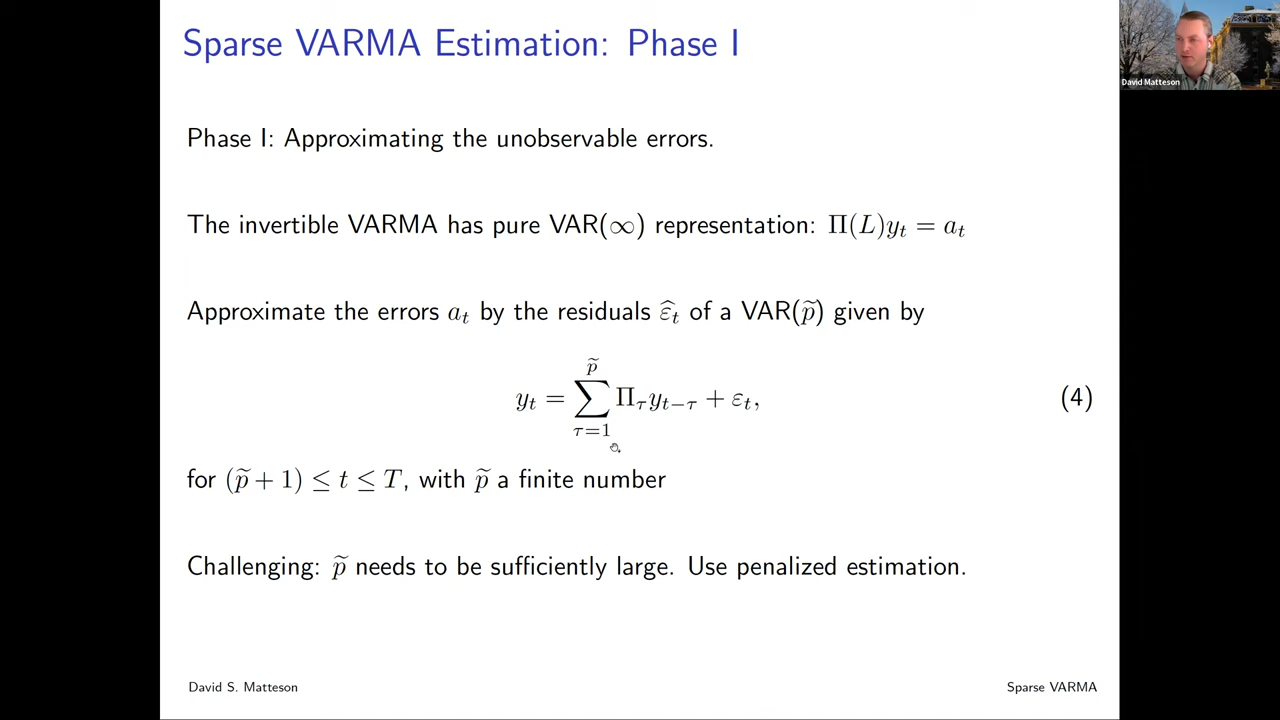 Sparse VARMA Estimation: Phase I
David Matteson
Phase I: Approximating the unobservable errors.
The invertible VARMA has pure VAR(∞) representation: Π(L)y_t = a_t
Approximate the errors a_t by the residuals ε̂_t of a VAR(p̃) given by
y_t = ∑_{τ=1}^{p̃} Π_τ y_{t−τ} + ε_t, (4)
for (p̃ + 1) ≤ t ≤ T, with p̃ a finite number
Challenging: p̃ needs to be sufficiently large. Use penalized estimation.
David S. Matteson
Sparse VARMA